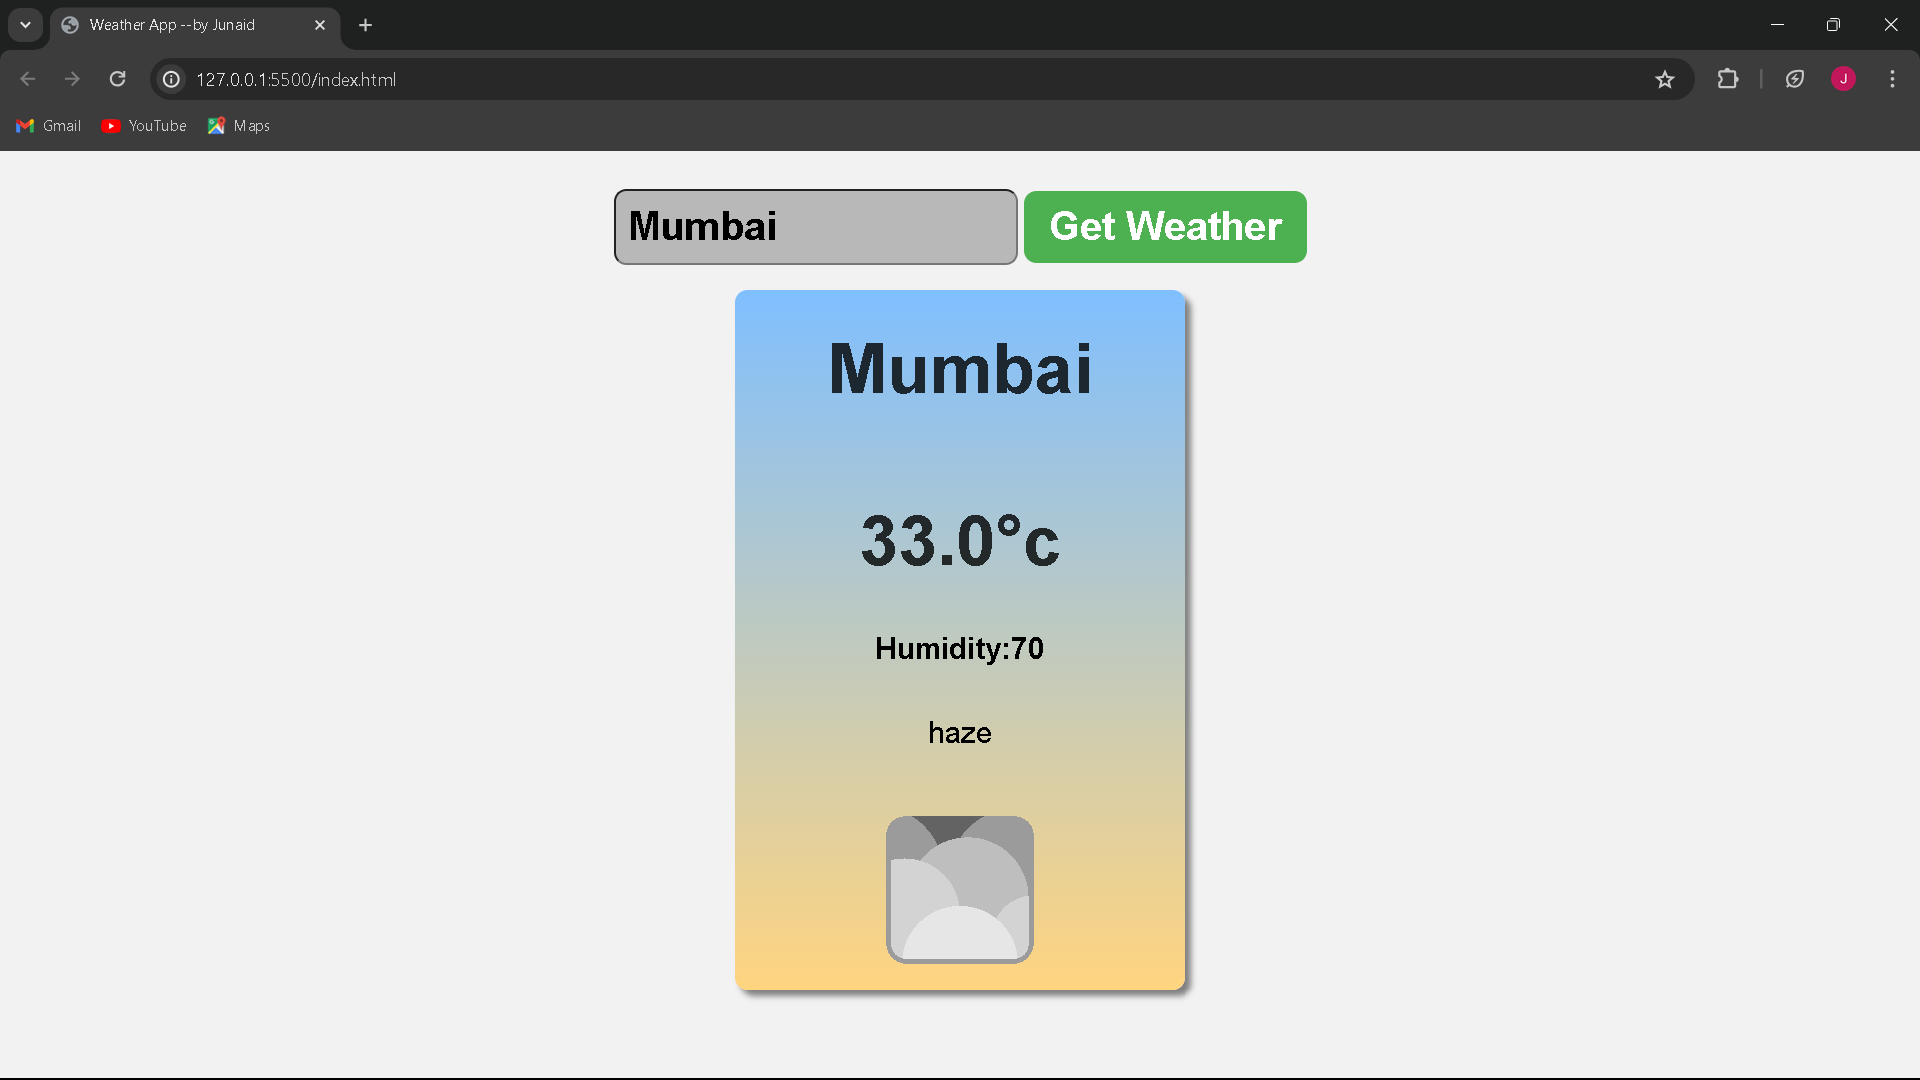 Weather App --by Junaid
127.0.0.1:5500/index.html
J
Gmail YouTube Maps
Mumbai Get Weather
Mumbai
33.0°c
Humidity:70
haze